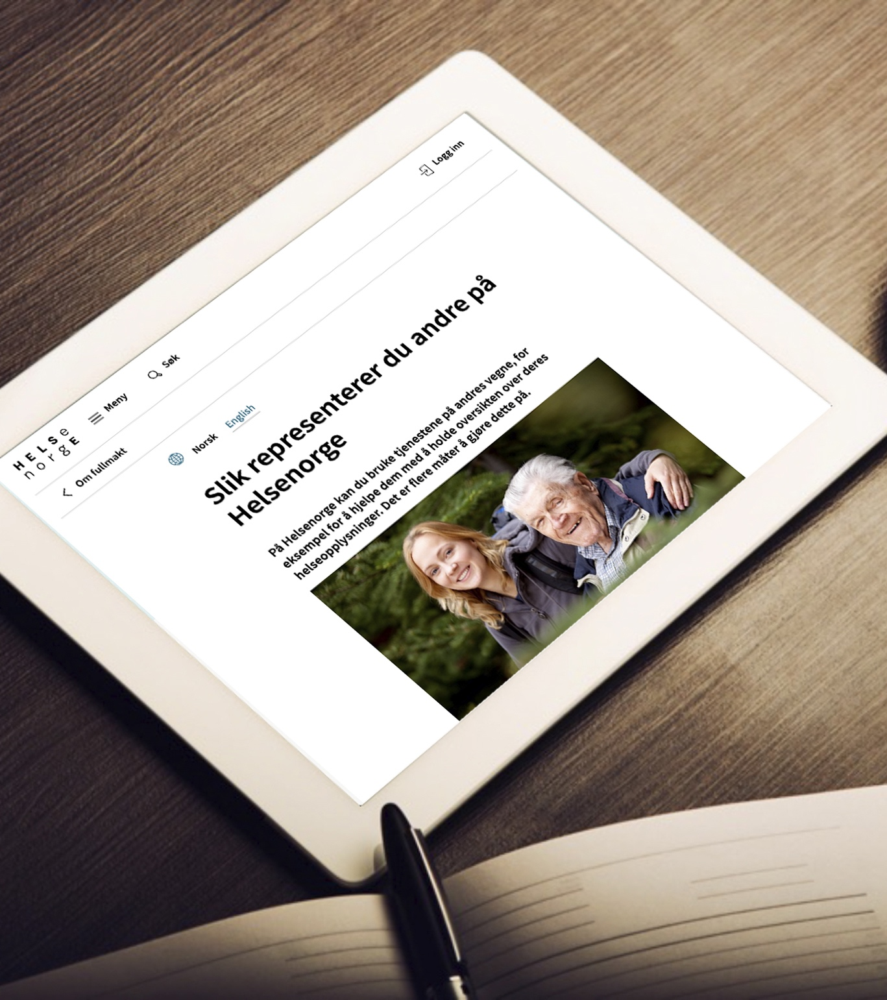 HELSE
norgE
Meny
Søk
Logg inn
Om fullmakt
Norsk
English
Slik representerer du andre på
Helsenorge
På Helsenorge kan du bruke tjenestene på andres vegne, for
eksempel for å hjelpe dem med å holde oversikten over deres
helseopplysninger. Det er flere måter å gjøre dette på.